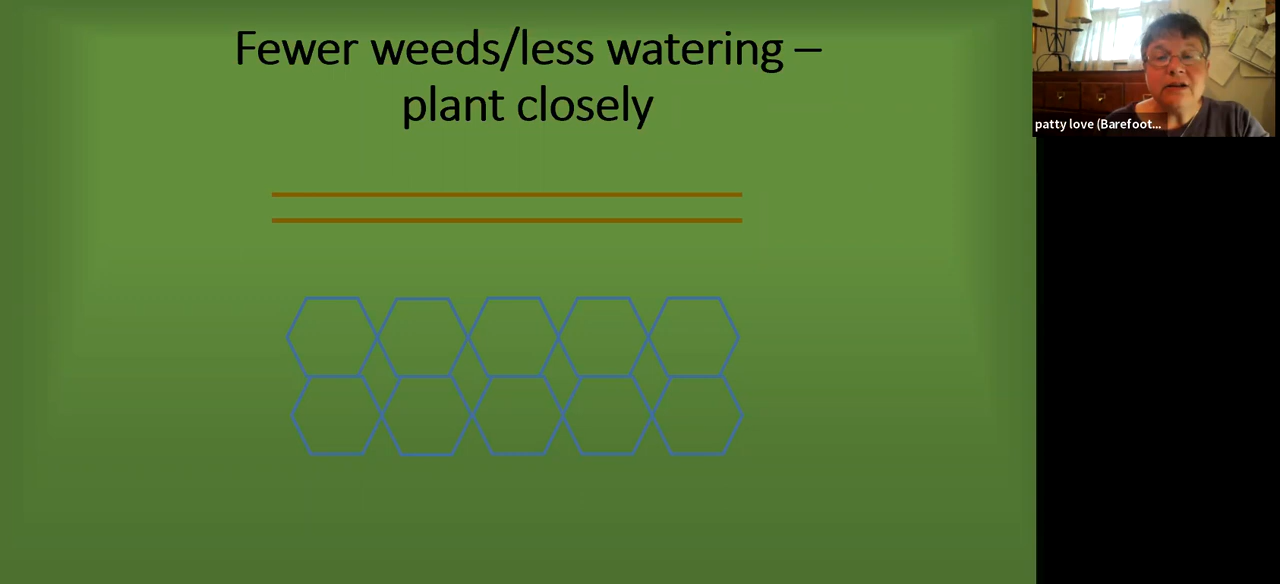 Fewer weeds/less watering –
plant closely
patty love (Barefoot...